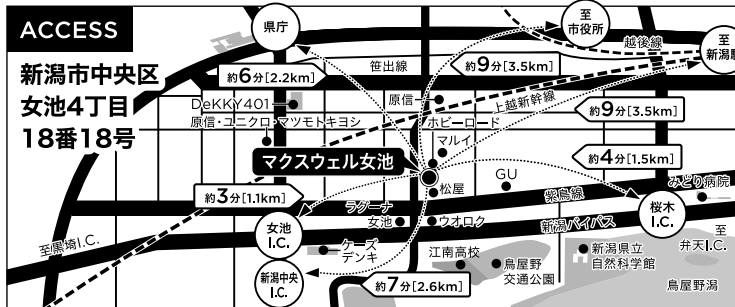 ACCESS
新潟市中央区
女池4丁目
18番18号
県庁
至
市役所
越後線
至
笹出線
約6分[2.2km]
約9分[3.5km]
DeKKY401
原信
上越新幹線
約9分[3.5km]
原信・ユニクロ・マツモトキヨシ
ホビーロード
マルイ
マクスウェル女池
約4分[1.5km]
松屋
GU
紫鳥線
みどり病院
約3分[1.1km]
ラグーナ
女池
ウオロク
新潟バイパス
桜木
I.C.
至
弁天I.C.
至黒埼I.C.
女池
I.C.
ケーズ
デンキ
江南高校
鳥屋野
交通公園
新潟県立
自然科学館
鳥屋野潟
新潟中央
I.C.
約7分[2.6km]